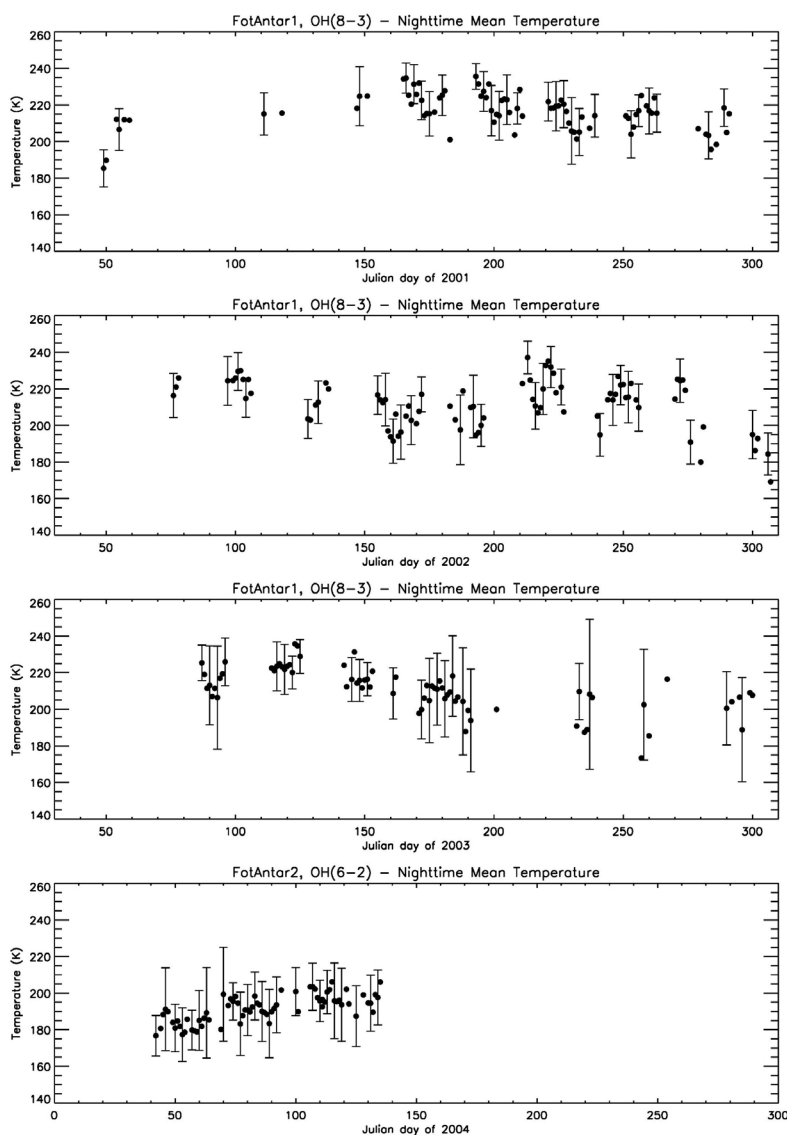 FotAntar1, OH(8-3) - Nighttime Mean Temperature
260
240
220
200
180
160
140
Temperature (K)
50 100 150 200 250 300
Julian day of 2001
FotAntar1, OH(8-3) - Nighttime Mean Temperature
260
240
220
200
180
160
140
Temperature (K)
50 100 150 200 250 300
Julian day of 2002
FotAntar1, OH(8-3) - Nighttime Mean Temperature
260
240
220
200
180
160
140
Temperature (K)
50 100 150 200 250 300
Julian day of 2003
FotAntar2, OH(6-2) - Nighttime Mean Temperature
260
240
220
200
180
160
140
Temperature (K)
0 50 100 150 200 250 300
Julian day of 2004